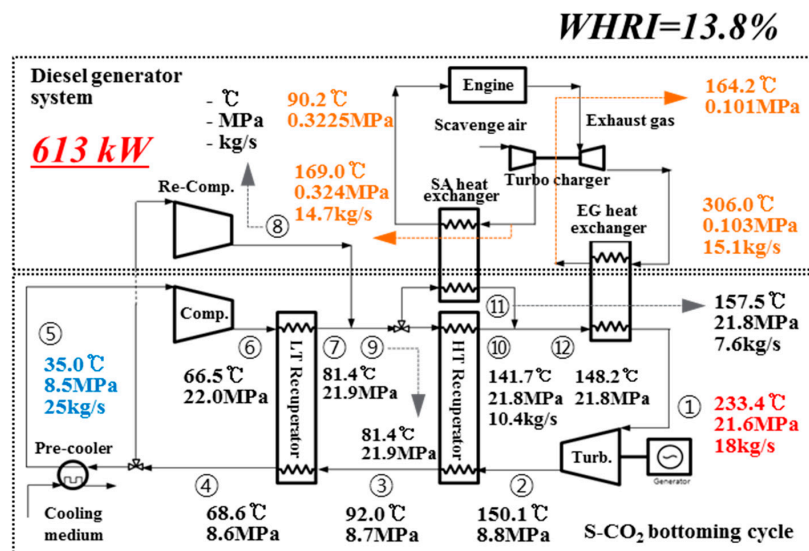 WHRI=13.8%
Diesel generator
system
613 kW
- ℃
- MPa
- kg/s
90.2℃
0.3225MPa
Engine
164.2℃
0.101MPa
Scavenge air
Exhaust gas
Turbo charger
Re-Comp.
⑧
169.0℃
0.324MPa
14.7kg/s
SA heat
exchanger
EG heat
exchanger
306.0℃
0.103MPa
15.1kg/s
⑤
35.0℃
8.5MPa
25kg/s
Comp.
⑥
66.5℃
22.0MPa
LT Recuperator
⑦
81.4℃
21.9MPa
⑨
81.4℃
21.9MPa
HT Recuperator
⑪
157.5℃
21.8MPa
7.6kg/s
⑩
141.7℃
21.8MPa
10.4kg/s
⑫
148.2℃
21.8MPa
①
233.4℃
21.6MPa
18kg/s
Pre-cooler
Cooling
medium
④
68.6℃
8.6MPa
③
92.0℃
8.7MPa
②
150.1℃
8.8MPa
Turb.
Generator
S-CO₂ bottoming cycle